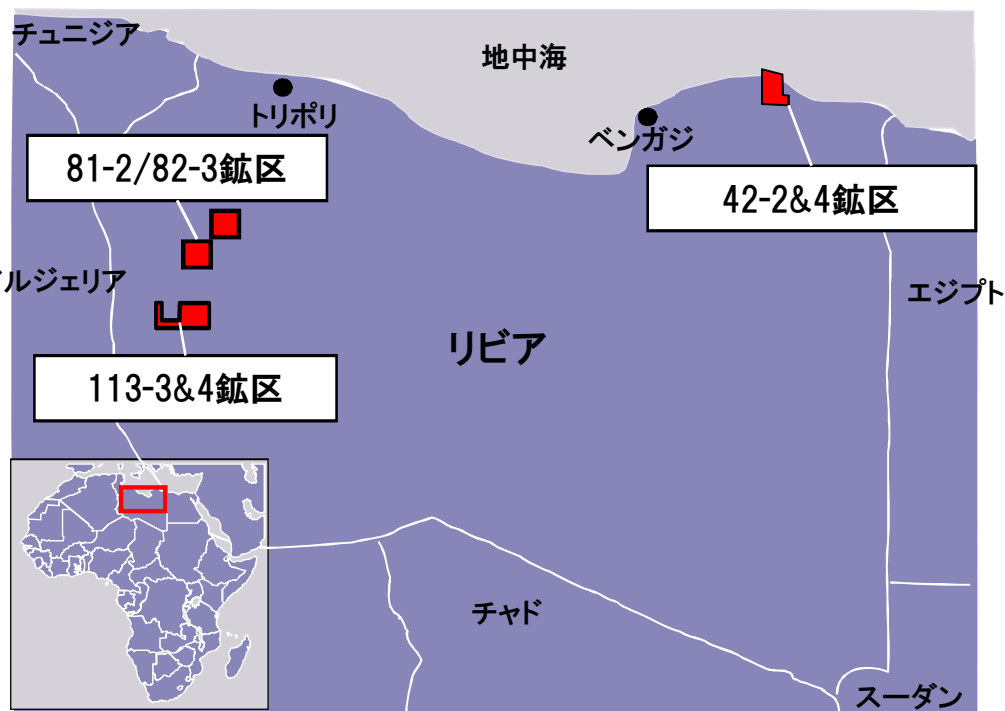 チュニジア
地中海
トリポリ
ベンガジ
81-2/82-3鉱区
42-2&4鉱区
ルジェリア
エジプト
リビア
113-3&4鉱区
チャド
スーダン